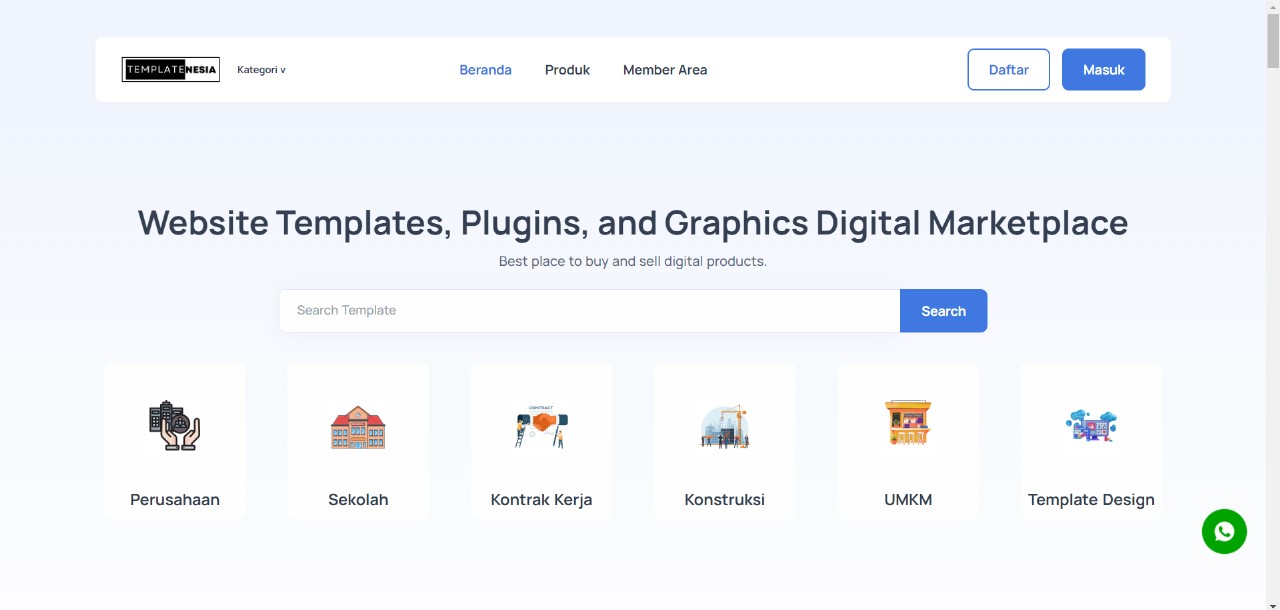 TEMPLATENESIA
Kategori v
Beranda
Produk
Member Area
Daftar
Masuk
Website Templates, Plugins, and Graphics Digital Marketplace
Best place to buy and sell digital products.
Search Template
Search
CONTRACT
Perusahaan
Sekolah
Kontrak Kerja
Konstruksi
UMKM
Template Design